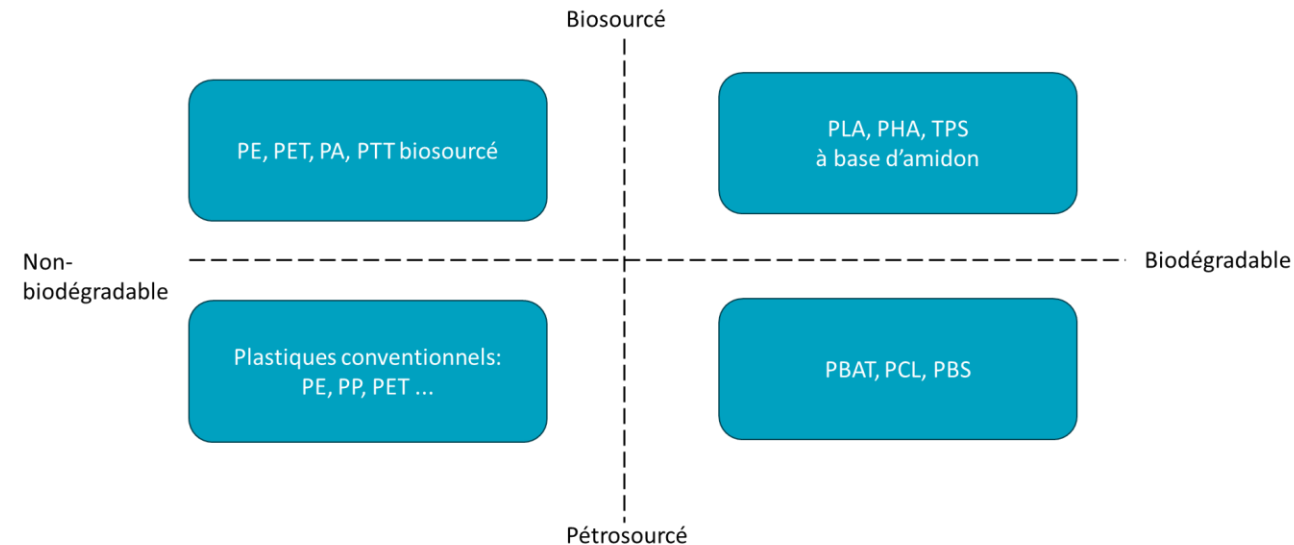 Biosourcé
PE, PET, PA, PTT biosourcé
PLA, PHA, TPS
à base d'amidon
Non-
biodégradable
Biodégradable
Plastiques conventionnels:
PE, PP, PET ...
PBAT, PCL, PBS
Pétrosourcé